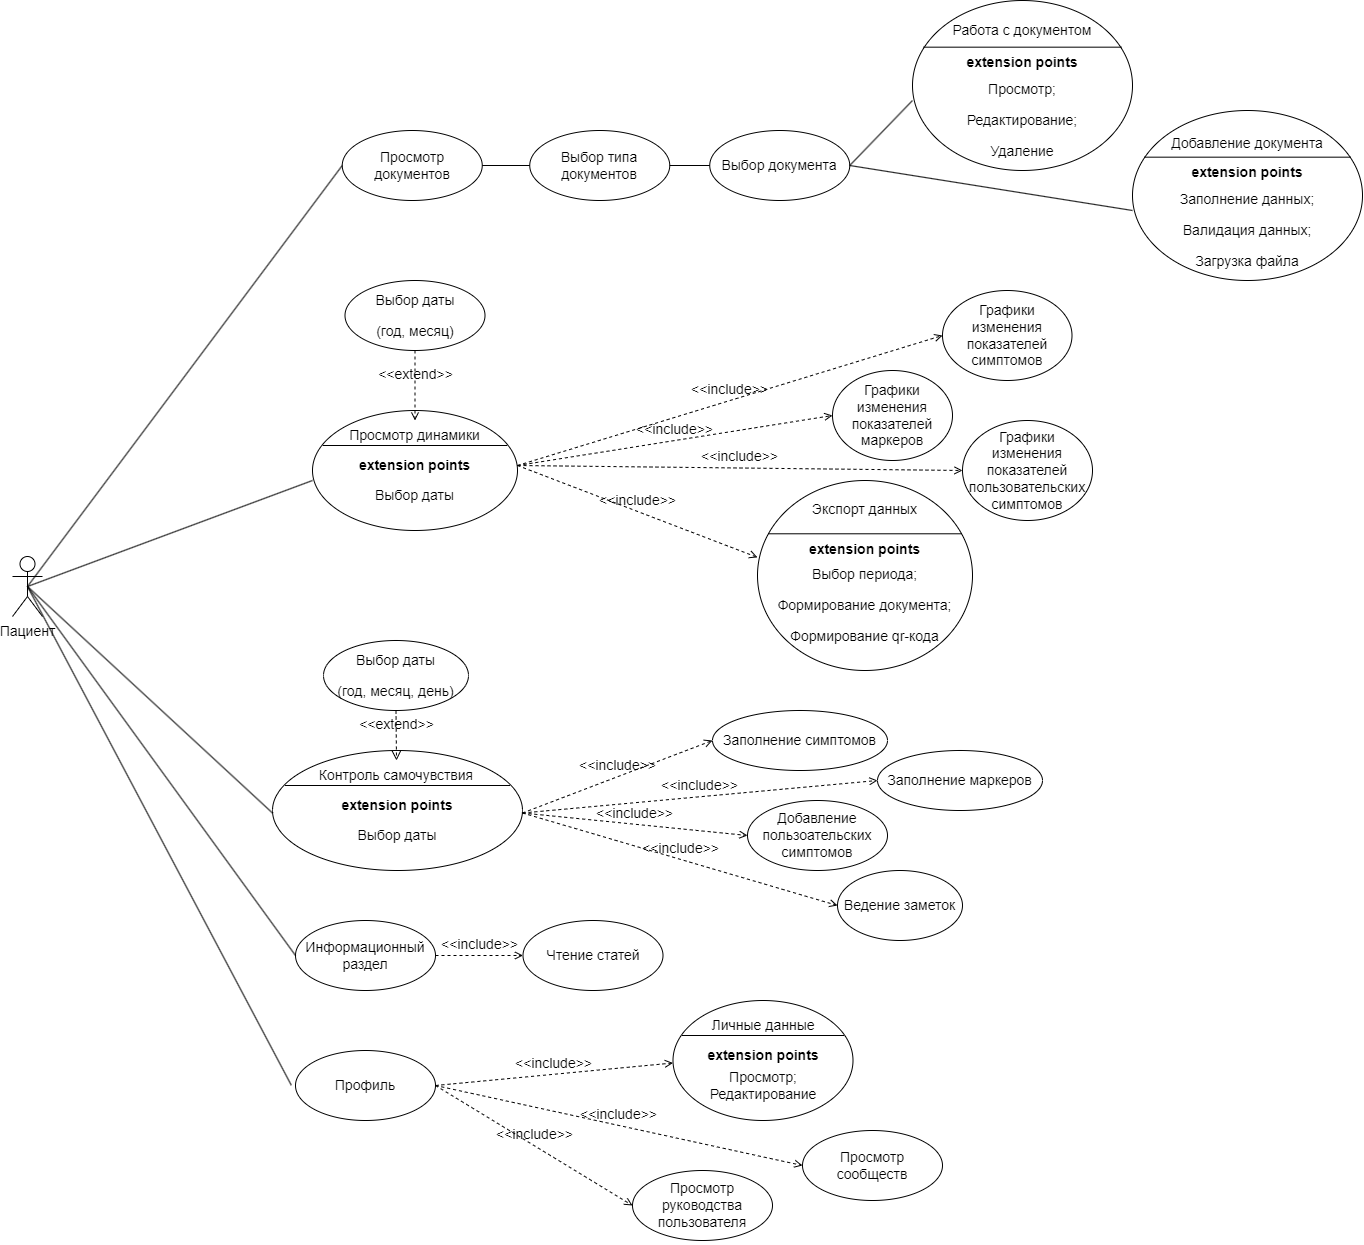 Работа с документом
extension points
Просмотр;
Редактирование;
Удаление
Добавление документа
extension points
Заполнение данных;
Валидация данных;
Загрузка файла
Просмотр
документов
Выбор типа
документов
Выбор документа
Выбор даты
(год, месяц)
<<extend>>
Просмотр динамики
extension points
Выбор даты
<<include>>
Графики
изменения
показателей
симптомов
<<include>>
Графики
изменения
показателей
маркеров
<<include>>
Графики
изменения
показателей
пользовательских
симптомов
<<include>>
Экспорт данных
extension points
Выбор периода;
Формирование документа;
Формирование qr-кода
Пациент
Выбор даты
(год, месяц, день)
<<extend>>
Контроль самочувствия
extension points
Выбор даты
<<include>>
Заполнение симптомов
<<include>>
Заполнение маркеров
<<include>>
Добавление
пользоательских
симптомов
<<include>>
Ведение заметок
Информационный
раздел
<<include>>
Чтение статей
Профиль
<<include>>
Личные данные
extension points
Просмотр;
Редактирование
<<include>>
Просмотр
сообществ
<<include>>
Просмотр
руководства
пользователя